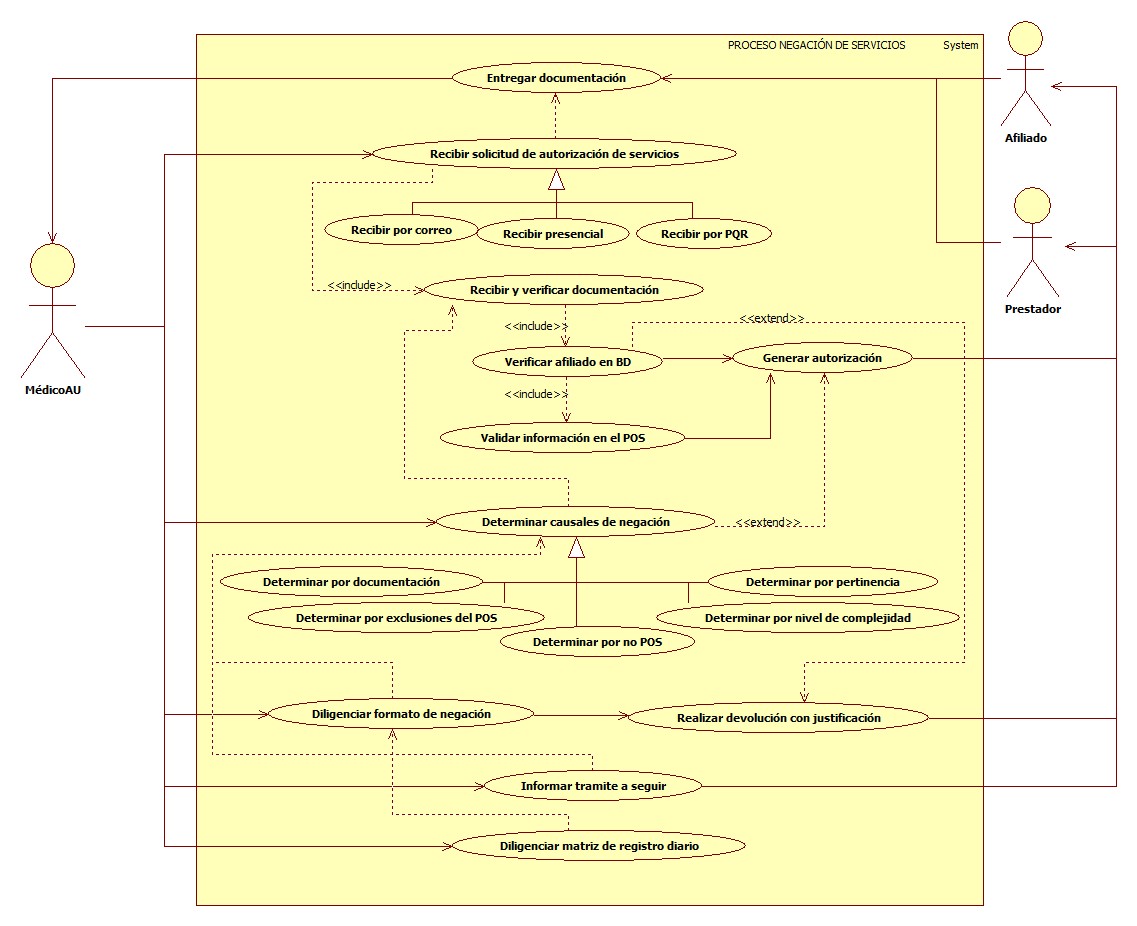 PROCESO NEGACIÓN DE SERVICIOS System
Entregar documentación
Afiliado
Recibir solicitud de autorización de servicios
Recibir por correo
Recibir presencial
Recibir por PQR
Prestador
<<include>>
Recibir y verificar documentación
<<include>>
<<extend>>
Verificar afiliado en BD
Generar autorización
MédicoAU
<<include>>
Validar información en el POS
Determinar causales de negación
<<extend>>
Determinar por documentación
Determinar por pertinencia
Determinar por exclusiones del POS
Determinar por nivel de complejidad
Determinar por no POS
Diligenciar formato de negación
Realizar devolución con justificación
Informar tramite a seguir
Diligenciar matriz de registro diario